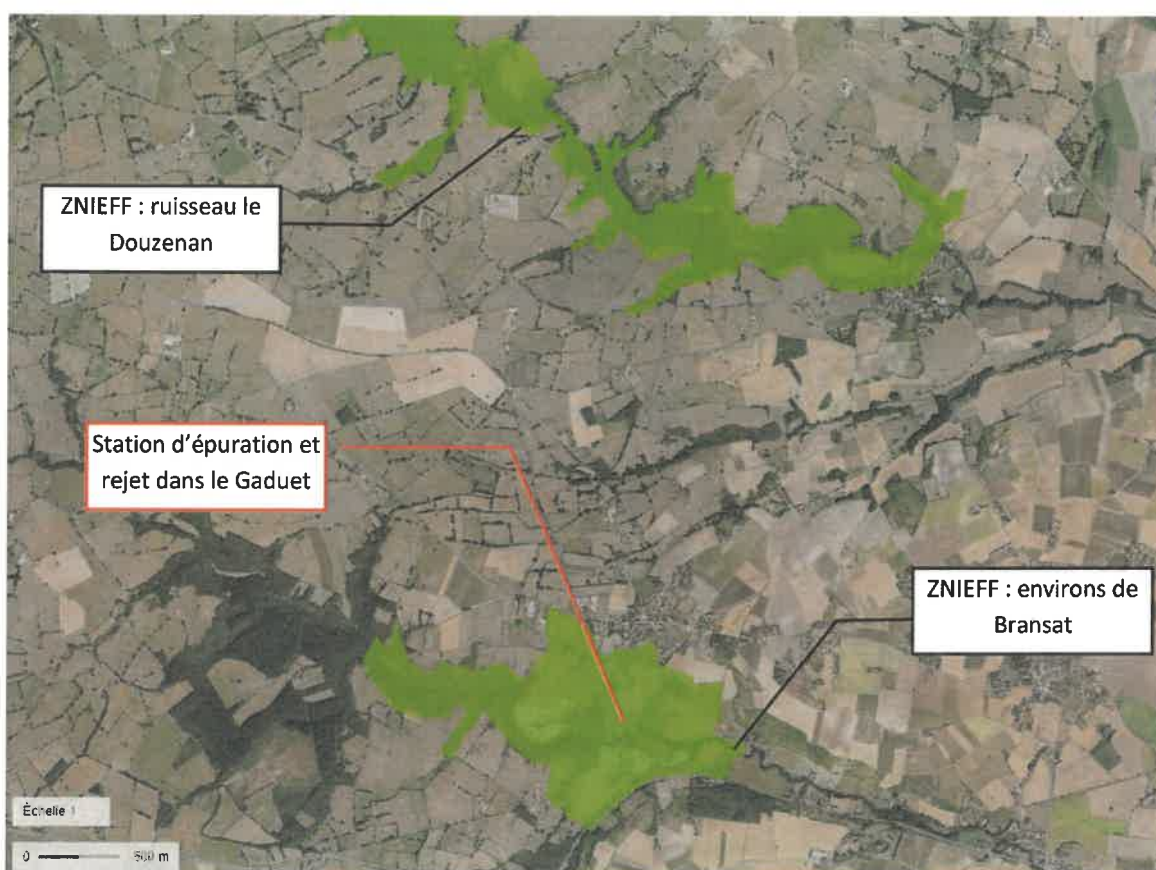 ZNIEFF : ruisseau le
Douzenan
Station d'épuration et
rejet dans le Gaduet
ZNIEFF : environs de
Bransat
Échelle
0 500 m